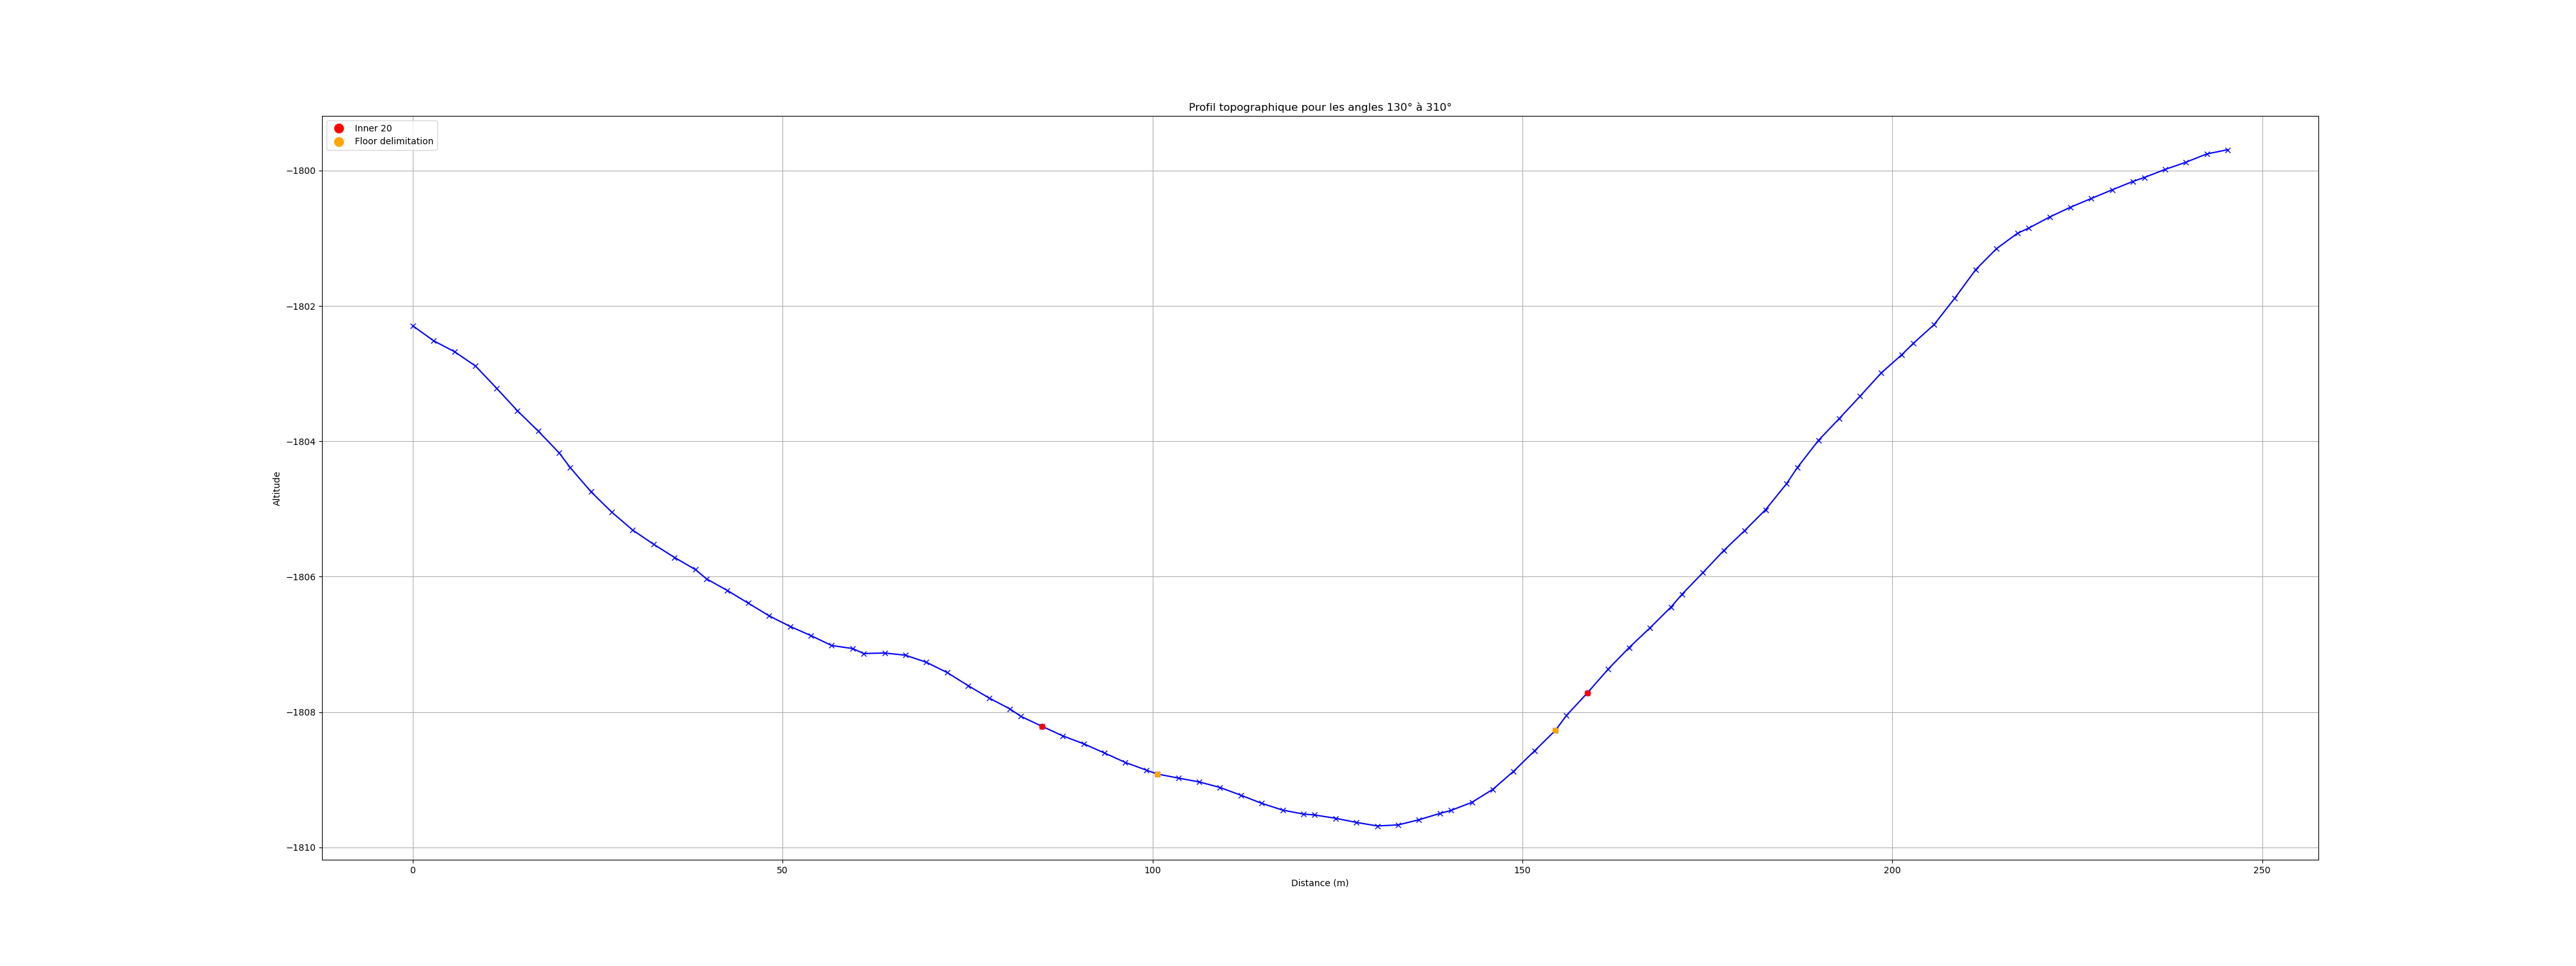 Profil topographique pour les angles 130° à 310°
Inner 20
Floor delimitation
−1800
−1802
−1804
−1806
−1808
−1810
Altitude
0 50 100 150 200 250
Distance (m)